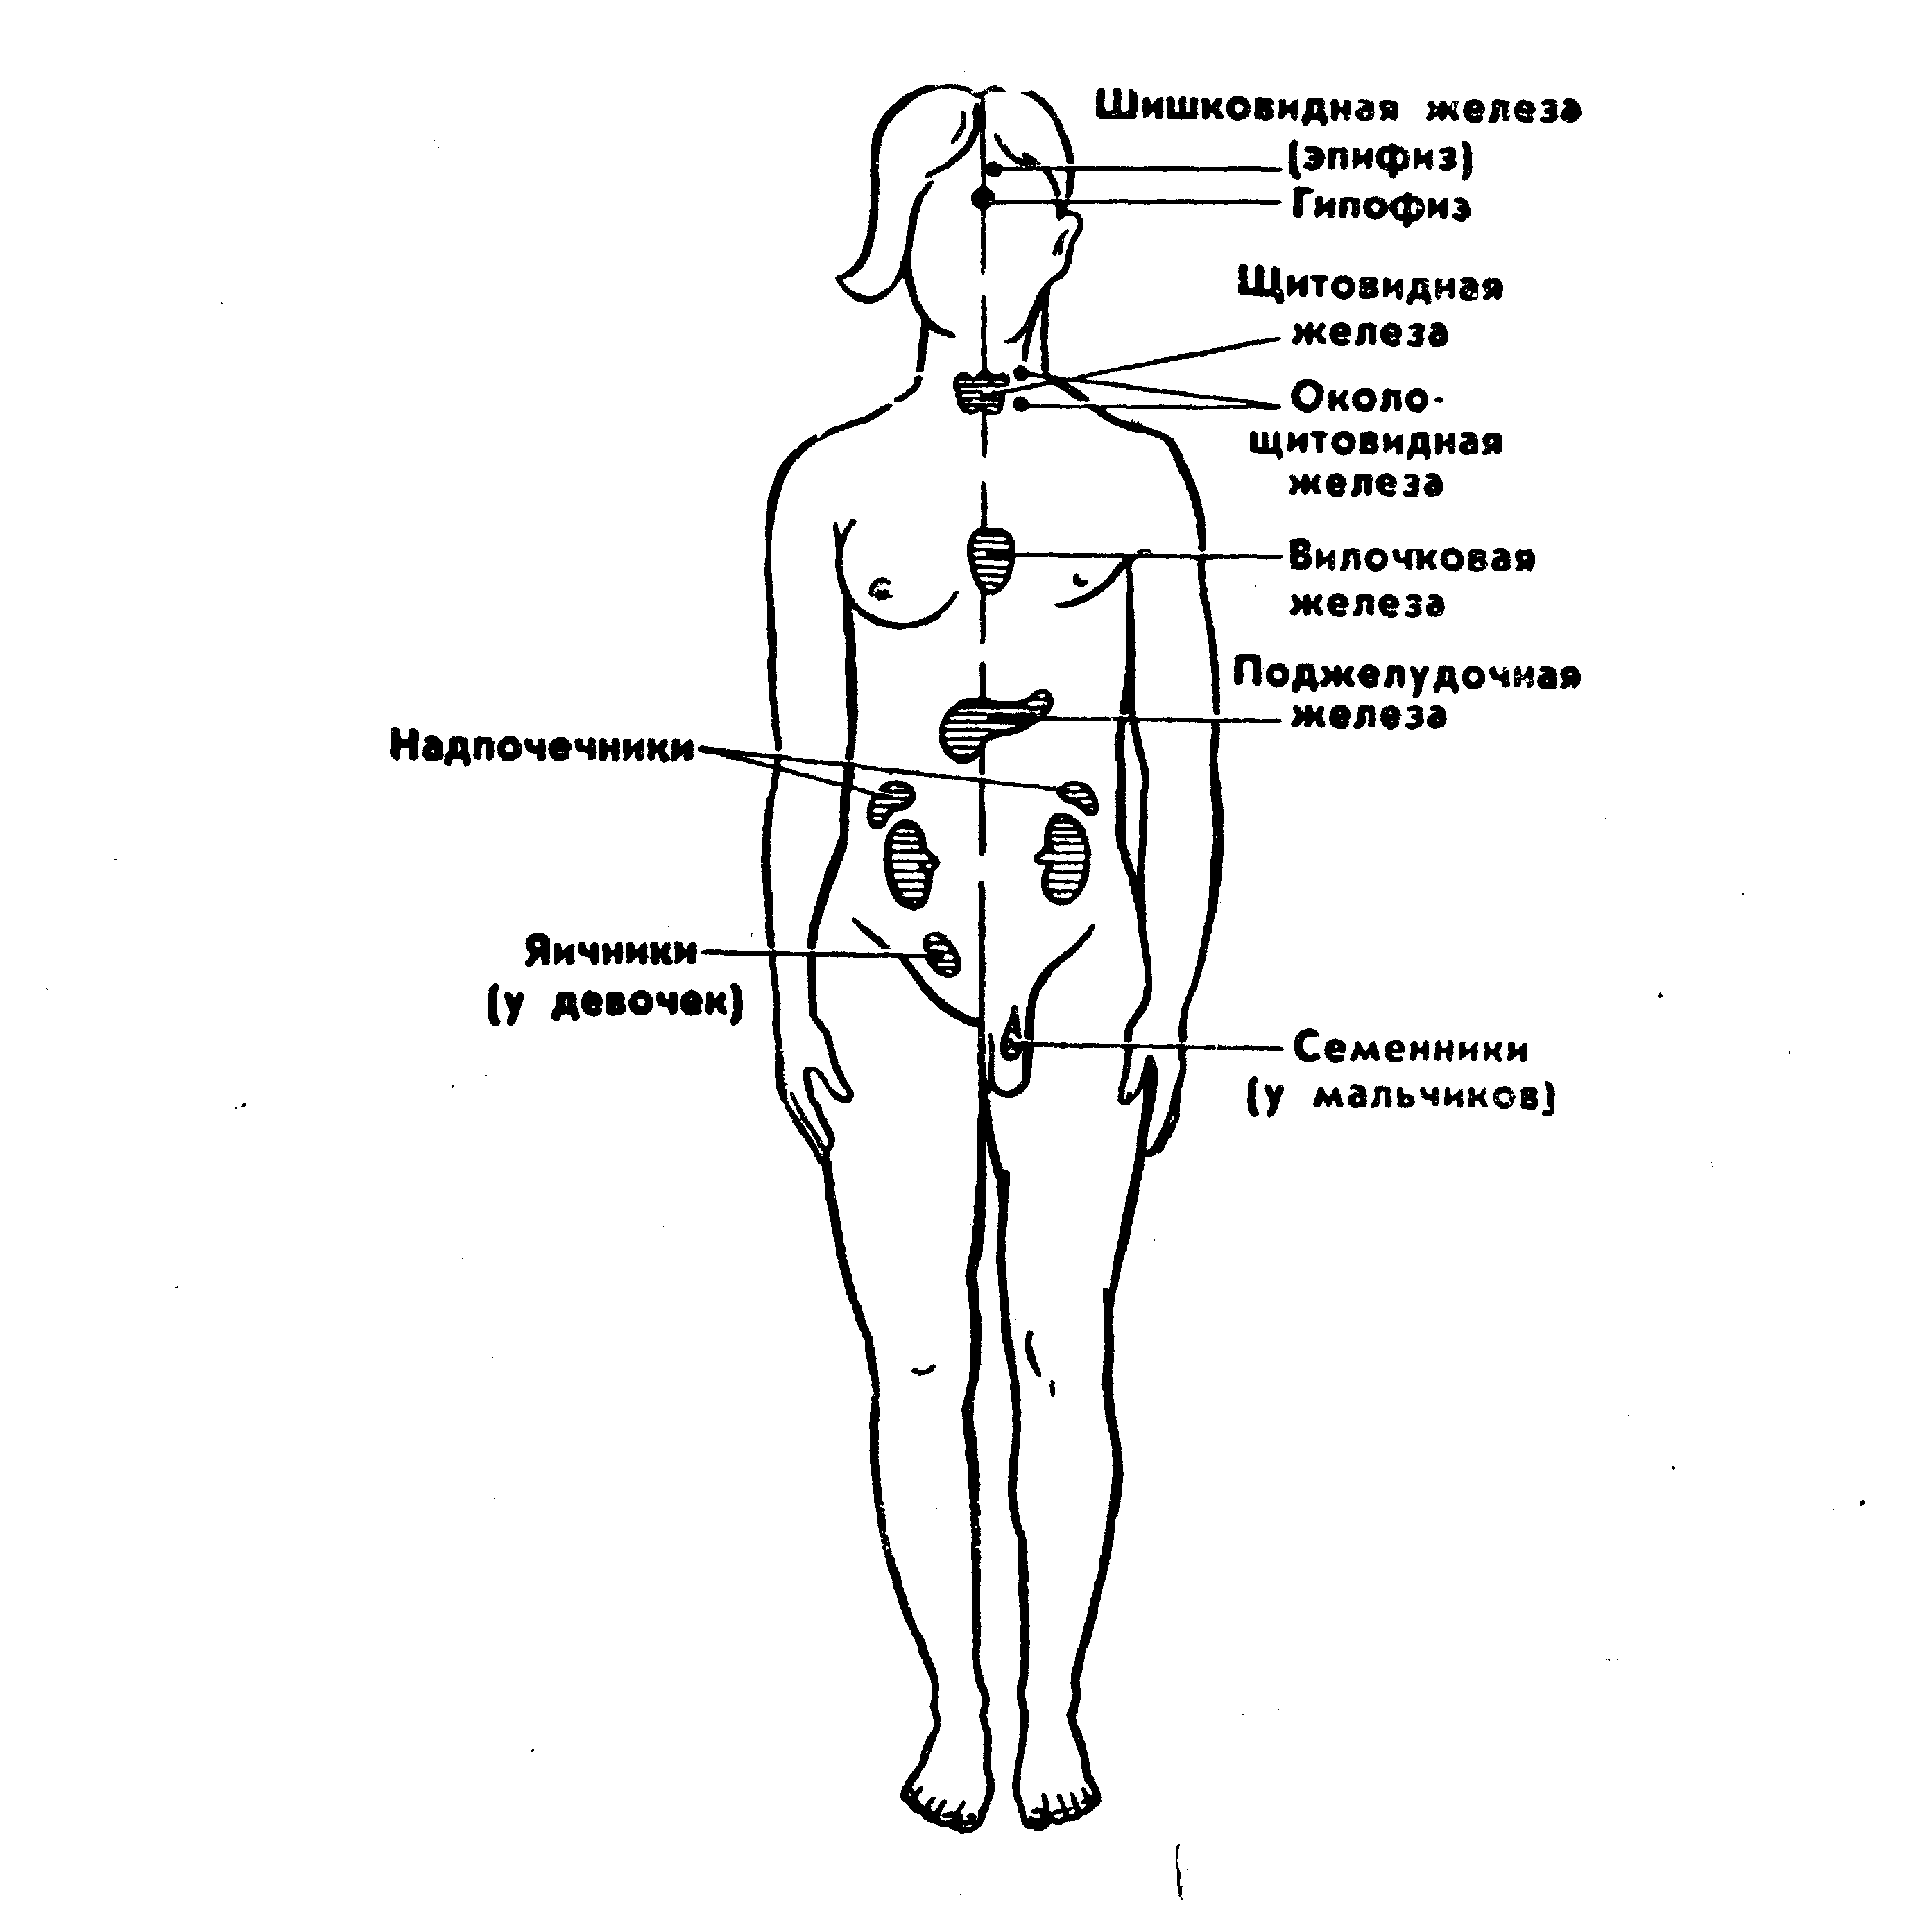 Шишковидная железа
(эпифиз)
Гипофиз
Щитовидная
железа
Около-
щитовидная
железа
Вилочковая
железа
Поджелудочная
железа
Надпочечники
Яичники
(у девочек)
Семенники
(у мальчиков)